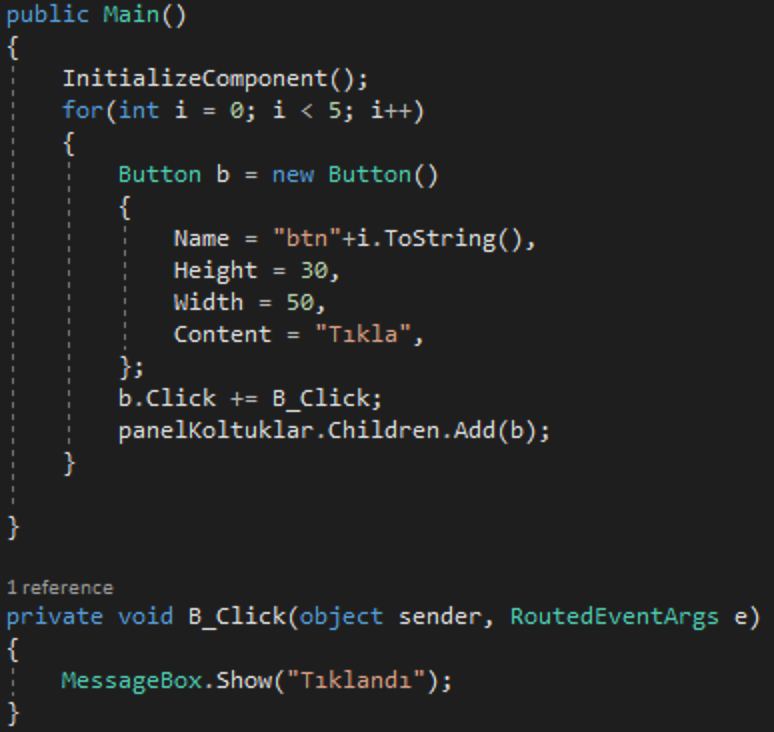 public Main()
{
InitializeComponent();
for(int i = 0; i < 5; i++)
{
Button b = new Button()
{
Name = "btn"+i.ToString(),
Height = 30,
Width = 50,
Content = "Tıkla",
};
b.Click += B_Click;
panelKoltuklar.Children.Add(b);
}
}
1 reference
private void B_Click(object sender, RoutedEventArgs e)
{
MessageBox.Show("Tıklandı");
}